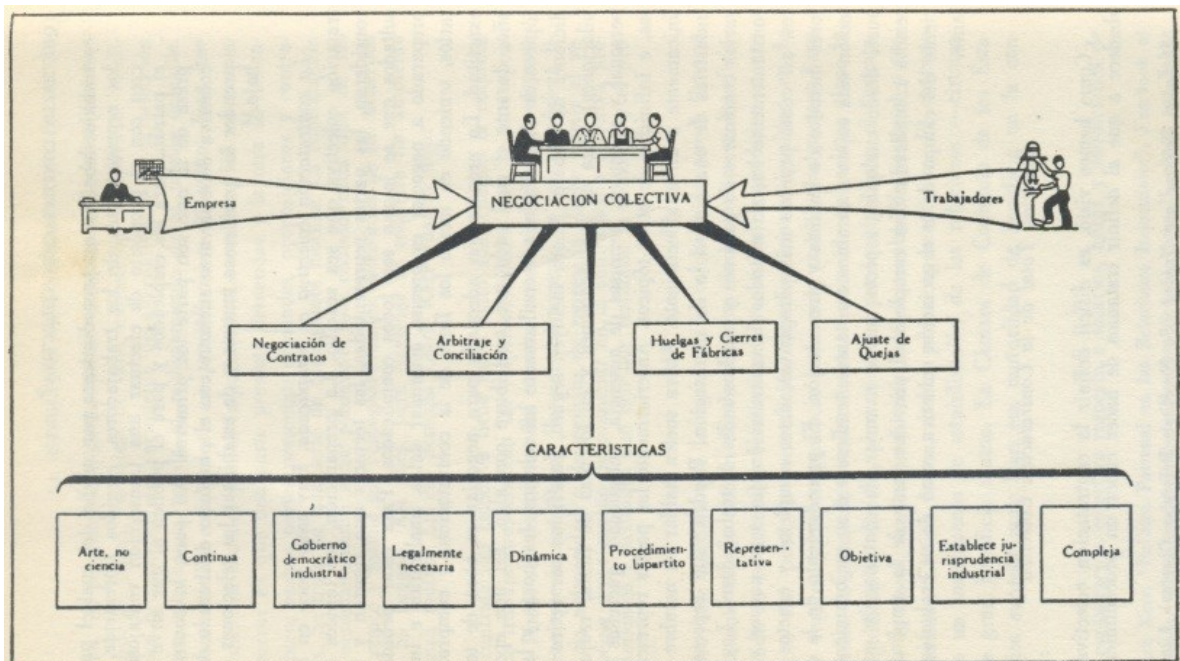 Empresa
NEGOCIACION COLECTIVA
Trabajadores
Negociación de
Contratos
Arbitraje y
Conciliación
Huelgas y Cierres
de Fábricas
Ajuste de
Quejas
CARACTERISTICAS
Arte, no
ciencia
Continua
Gobierno
democrático
industrial
Legalmente
necesaria
Dinámica
Procedimien-
to bipartito
Represen-
tativa
Objetiva
Establece ju-
risprudencia
industrial
Compleja